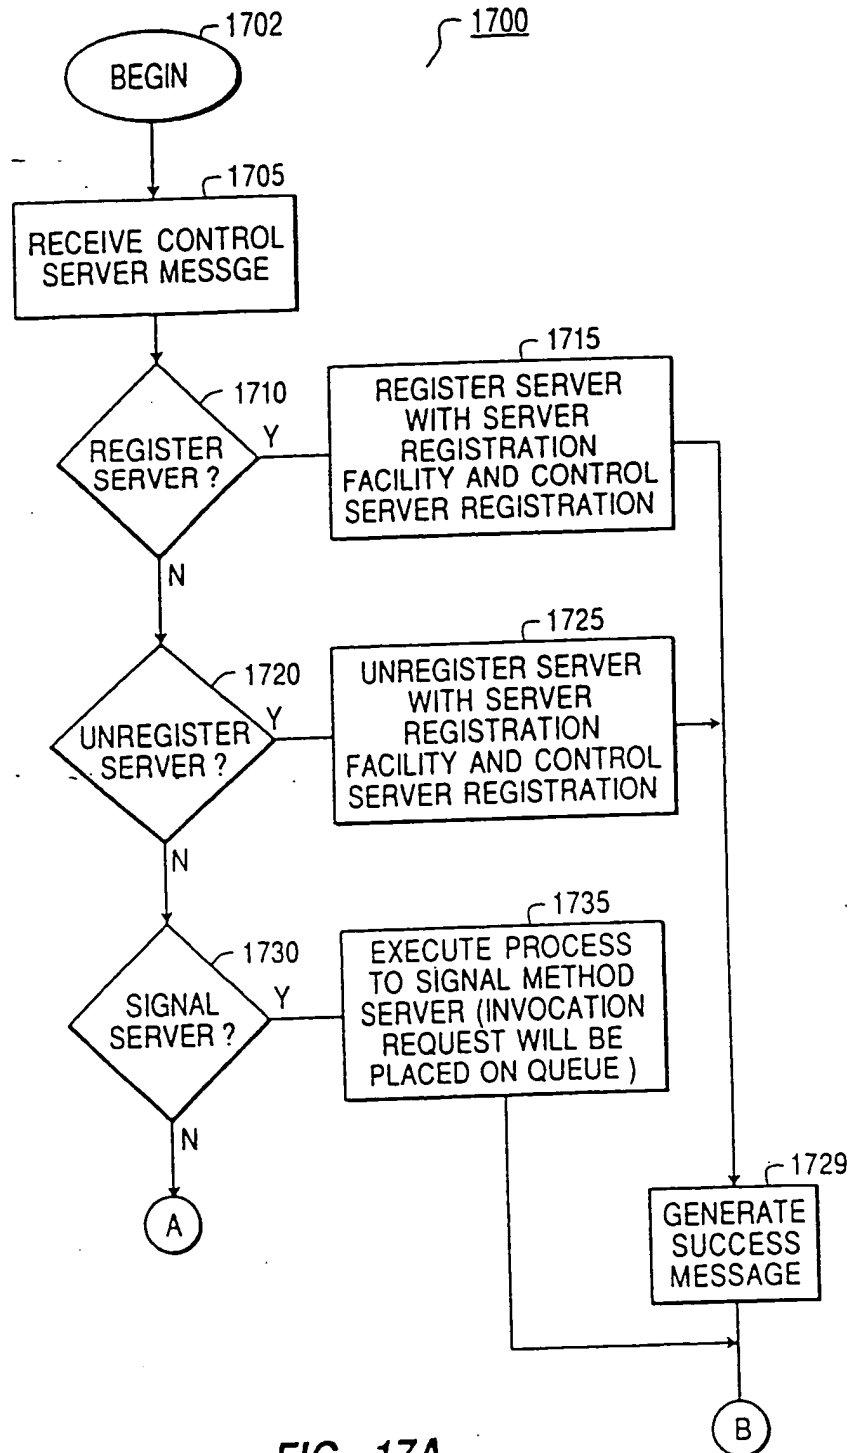 1702
1700
BEGIN
1705
RECEIVE CONTROL
SERVER MESSGE
1710
REGISTER
SERVER ?
Y
N
1715
REGISTER SERVER
WITH SERVER
REGISTRATION
FACILITY AND CONTROL
SERVER REGISTRATION
1720
UNREGISTER
SERVER ?
Y
N
1725
UNREGISTER SERVER
WITH SERVER
REGISTRATION
FACILITY AND CONTROL
SERVER REGISTRATION
1730
SIGNAL
SERVER ?
Y
N
1735
EXECUTE PROCESS
TO SIGNAL METHOD
SERVER (INVOCATION
REQUEST WILL BE
PLACED ON QUEUE )
A
1729
GENERATE
SUCCESS
MESSAGE
B
FIG. 17A